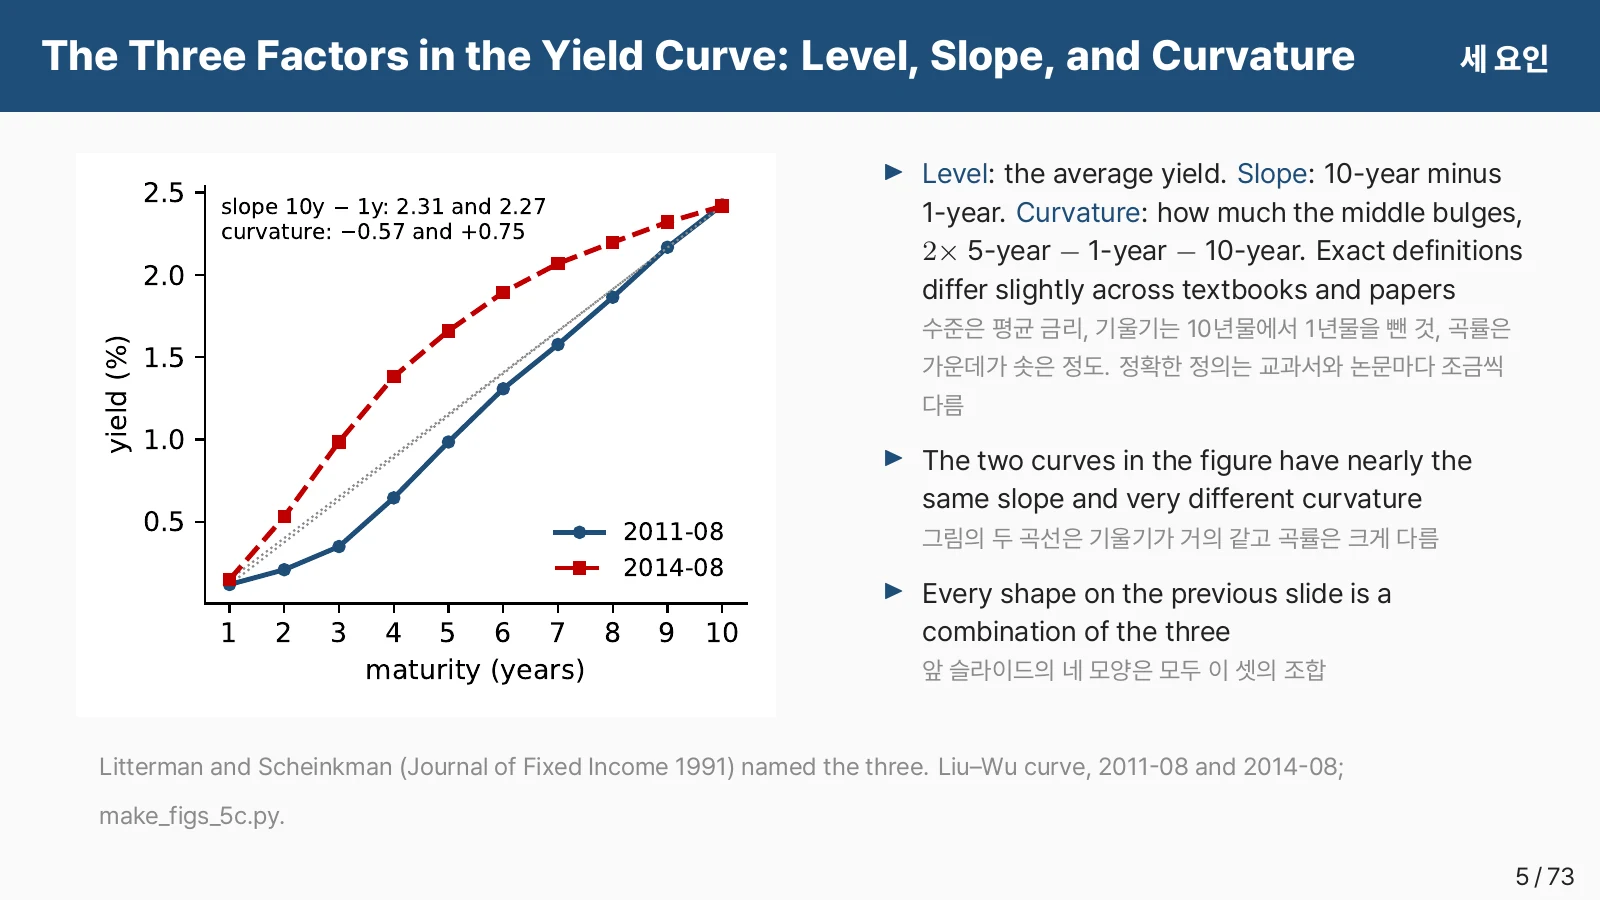 The Three Factors in the Yield Curve: Level, Slope, and Curvature
세 요인
2.5
2.0
1.5
1.0
0.5
yield (%)
slope 10y − 1y: 2.31 and 2.27
curvature: −0.57 and +0.75
2011-08
2014-08
1 2 3 4 5 6 7 8 9 10
maturity (years)
Level: the average yield. Slope: 10-year minus
1-year. Curvature: how much the middle bulges,
2× 5-year − 1-year − 10-year. Exact definitions
differ slightly across textbooks and papers
수준은 평균 금리, 기울기는 10년물에서 1년물을 뺀 것, 곡률은
가운데가 솟은 정도. 정확한 정의는 교과서와 논문마다 조금씩
다름
The two curves in the figure have nearly the
same slope and very different curvature
그림의 두 곡선은 기울기가 거의 같고 곡률은 크게 다름
Every shape on the previous slide is a
combination of the three
앞 슬라이드의 네 모양은 모두 이 셋의 조합
Litterman and Scheinkman (Journal of Fixed Income 1991) named the three. Liu–Wu curve, 2011-08 and 2014-08;
make_figs_5c.py.
5 / 73